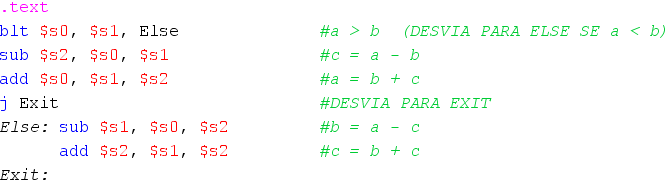 .text
blt $s0, $s1, Else #a > b (DESVIA PARA ELSE SE a < b)
sub $s2, $s0, $s1 #c = a - b
add $s0, $s1, $s2 #a = b + c
j Exit #DESVIA PARA EXIT
Else: sub $s1, $s0, $s2 #b = a - c
add $s2, $s1, $s2 #c = b + c
Exit: